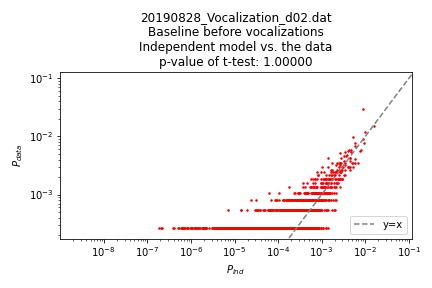 20190828_Vocalization_d02.dat
Baseline before vocalizations
Independent model vs. the data
p-value of t-test: 1.00000
10⁻¹
10⁻²
10⁻³
P_data
10⁻⁸ 10⁻⁷ 10⁻⁶ 10⁻⁵ 10⁻⁴ 10⁻³ 10⁻² 10⁻¹
P_ind
y=x